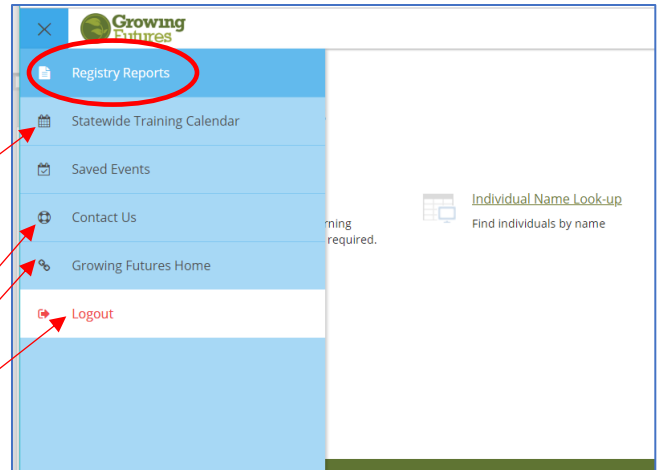 Growing
Futures
Registry Reports
Statewide Training Calendar
Saved Events
Contact Us
Growing Futures Home
Logout
rning
required.
Individual Name Look-up
Find individuals by name